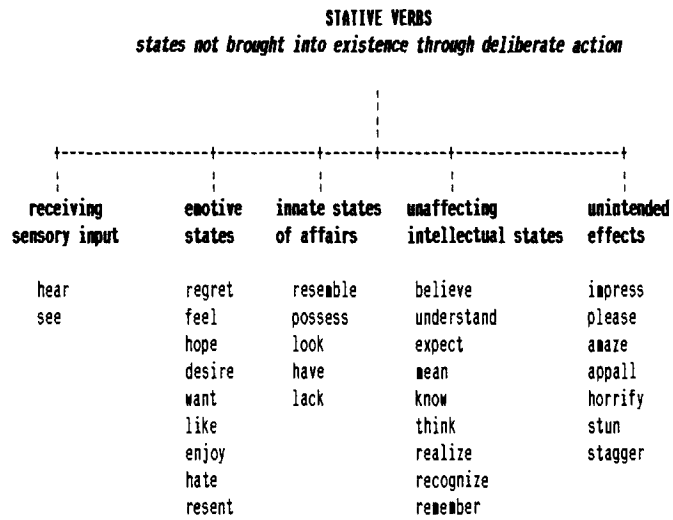 STATIVE VERBS
states not brought into existence through deliberate action
receiving sensory input
hear
see
emotive states
regret
feel
hope
desire
want
like
enjoy
hate
resent
innate states of affairs
resemble
possess
look
have
lack
unaffecting intellectual states
believe
understand
expect
mean
know
think
realize
recognize
remember
unintended effects
impress
please
amaze
appall
horrify
stun
stagger